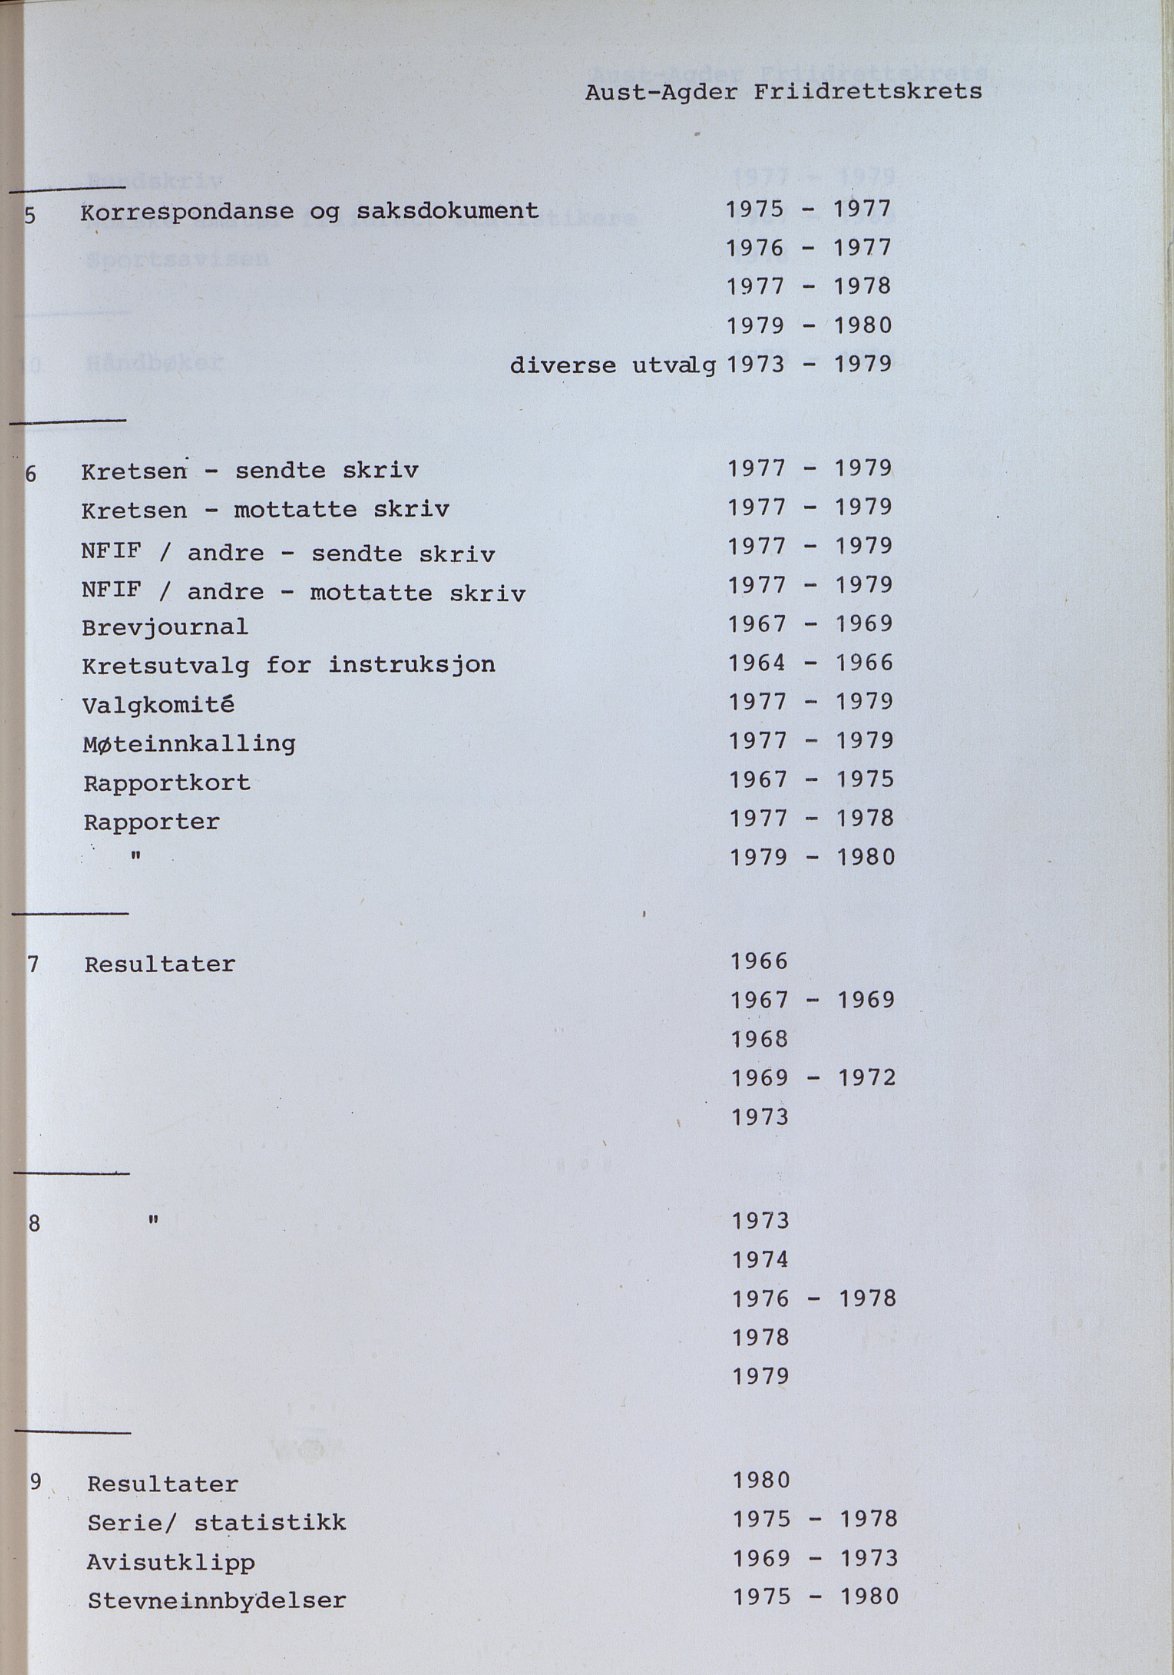 Aust-Agder Friidrettskrets
5 Korrespondanse og saksdokument 1975 - 1977
1976 - 1977
1977 - 1978
1979 - 1980
diverse utvalg 1973 - 1979
6 Kretsen - sendte skriv 1977 - 1979
Kretsen - mottatte skriv 1977 - 1979
NFIF / andre - sendte skriv 1977 - 1979
NFIF / andre - mottatte skriv 1977 - 1979
Brevjournal 1967 - 1969
Kretsutvalg for instruksjon 1964 - 1966
Valgkomité 1977 - 1979
Møteinnkalling 1977 - 1979
Rapportkort 1967 - 1975
Rapporter 1977 - 1978
" 1979 - 1980
7 Resultater 1966
1967 - 1969
1968
1969 - 1972
1973
8 " 1973
1974
1976 - 1978
1978
1979
9 Resultater 1980
Serie/ statistikk 1975 - 1978
Avisutklipp 1969 - 1973
Stevneinnbydelser 1975 - 1980